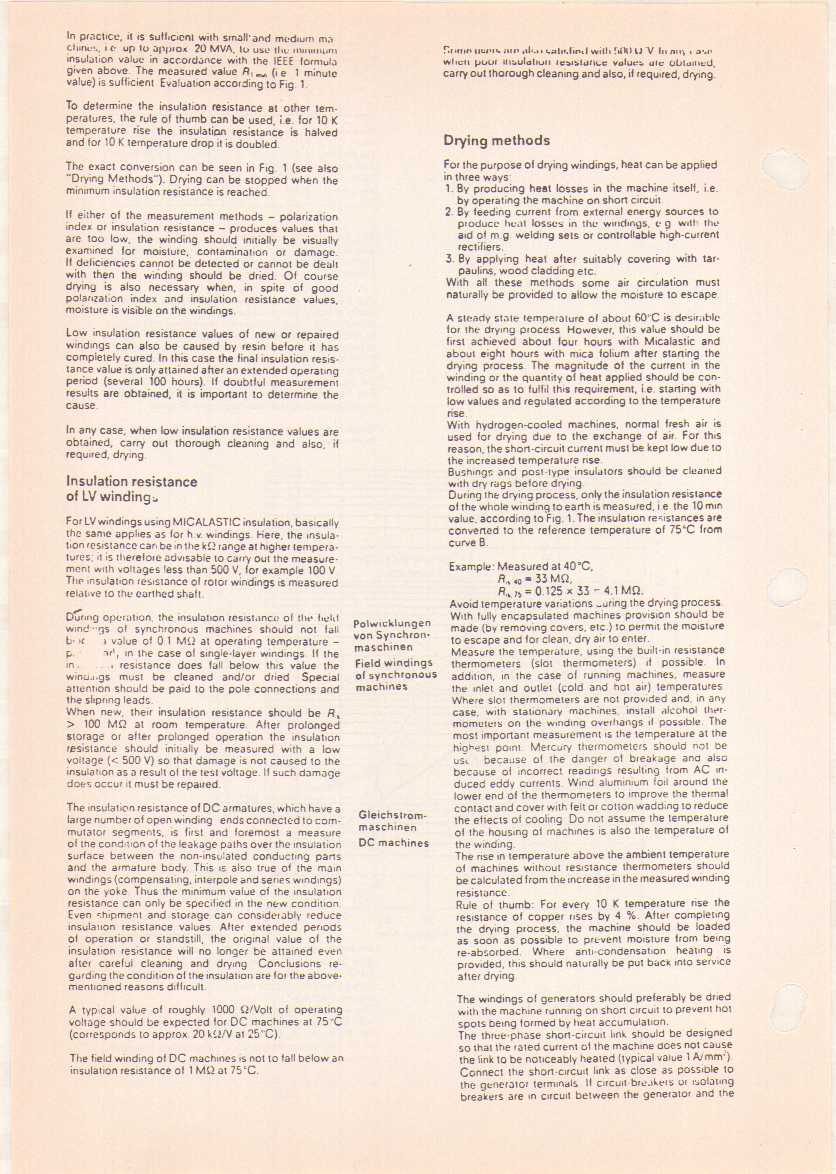 In practice, it is sufficient with small and medium ma-
chines, i.e. up to approx. 20 MVA, to use the minimum
insulation value in accordance with the IEEE formula
given above. The measured value (i.e. 1 minute
value) is sufficient. Evaluation according to Fig. 1.
To determine the insulation resistance at other tem-
peratures, the rule of thumb can be used, i.e. for 10 K
temperature rise the insulation resistance is halved
and for 10 K temperature drop it is doubled.
The exact conversion can be seen in Fig. 1 (see also
"Drying Methods"). Drying can be stopped when the
minimum insulation resistance is reached.
If either of the measurement methods – polarization
index or insulation resistance – produces values that
are too low, the winding should initially be visually
examined for moisture, contamination or damage.
If deficiencies cannot be detected or cannot be dealt
with then the winding should be dried. Of course
drying is also necessary when, in spite of good
polarization index and insulation resistance values,
moisture is visible on the windings.
Low insulation resistance values of new or repaired
windings can also be caused by resin before it has
completely cured. In this case the final insulation resis-
tance value is only attained after an extended operating
period (several 100 hours). If doubtful measurement
results are obtained, it is important to determine the
cause.
In any case, when low insulation resistance values are
obtained, carry out thorough cleaning and also, if
required, drying.
Insulation resistance
of LV windings
For LV windings using MICALASTIC insulation, basically
the same applies as for h.v. windings. Here, the insula-
tion resistance can be in the kΩ range at higher tempera-
tures; it is therefore advisable to carry out the measure-
ment with voltages less than 500 V, for example 100 V.
The insulation resistance of rotor windings is measured
relative to the earthed shaft.
During operation, the insulation resistance of the field
windings of synchronous machines should not fall
a value of 0.1 MΩ at operating temperature –
in the case of single-layer windings. If the
resistance does fall below this value the
windings must be cleaned and/or dried. Special
attention should be paid to the pole connections and
the slipring leads.
When new, their insulation resistance should be R
> 100 MΩ at room temperature. After prolonged
storage or after prolonged operation the insulation
resistance should initially be measured with a low
voltage (< 500 V) so that damage is not caused to the
insulation as a result of the test voltage. If such damage
does occur it must be repaired.
The insulation resistance of DC armatures, which have a
large number of open winding ends connected to com-
mutator segments, is first and foremost a measure
of the condition of the leakage paths over the insulation
surface between the non-insulated conducting parts
and the armature body. This is also true of the main
windings (compensating, interpole and series windings)
on the yoke. Thus the minimum value of the insulation
resistance can only be specified in the new condition.
Even shipment and storage can considerably reduce
insulation resistance values. After extended periods
of operation or standstill, the original value of the
insulation resistance will no longer be attained even
after careful cleaning and drying. Conclusions re-
garding the condition of the insulation are for the above-
mentioned reasons difficult.
A typical value of roughly 1000 Ω/Volt of operating
voltage should be expected for DC machines at 75°C
(corresponds to approx. 20 kΩ/V at 25°C).
The field winding of DC machines is not to fall below an
insulation resistance of 1 MΩ at 75°C.
Polwicklungen
von Synchron-
maschinen
Field windings
of synchronous
machines
Gleichstrom-
maschinen
DC machines
Some users are also satisfied with 500 Ω/V. In any case
when poor insulation resistance values are obtained,
carry out thorough cleaning and also, if required, drying.
Drying methods
For the purpose of drying windings, heat can be applied
in three ways:
1. By producing heat losses in the machine itself, i.e.
by operating the machine on short circuit.
2. By feeding current from external energy sources to
produce heat losses in the windings, e.g. with the
aid of m.g. welding sets or controllable high-current
rectifiers.
3. By applying heat after suitably covering with tar-
paulins, wood cladding etc.
With all these methods some air circulation must
naturally be provided to allow the moisture to escape.
A steady state temperature of about 60°C is desirable
for the drying process. However, this value should be
first achieved about four hours with Micalastic and
about eight hours with mica folium after starting the
drying process. The magnitude of the current in the
winding or the quantity of heat applied should be con-
trolled so as to fulfil this requirement, i.e. starting with
low values and regulated according to the temperature
rise.
With hydrogen-cooled machines, normal fresh air is
used for drying due to the exchange of air. For this
reason, the short-circuit current must be kept low due to
the increased temperature rise.
Bushings and post-type insulators should be cleaned
with dry rags before drying.
During the drying process, only the insulation resistance
of the whole winding to earth is measured, i.e. the 10 min
value, according to Fig. 1. The insulation resistances are
converted to the reference temperature of 75°C from
curve B.
Example: Measured at 40°C,
R 40 = 33 MΩ,
R 75 = 0.125 × 33 – 4.1 MΩ.
Avoid temperature variations during the drying process.
With fully encapsulated machines provision should be
made (by removing covers, etc.) to permit the moisture
to escape and for clean, dry air to enter.
Measure the temperature, using the built-in resistance
thermometers (slot thermometers) if possible. In
addition, in the case of running machines, measure
the inlet and outlet (cold and hot air) temperatures.
Where slot thermometers are not provided and, in any
case, with stationary machines, install alcohol ther-
mometers on the winding overhangs if possible. The
most important measurement is the temperature at the
highest point. Mercury thermometers should not be
used because of the danger of breakage and also
because of incorrect readings resulting from AC in-
duced eddy currents. Wind aluminium foil around the
lower end of the thermometers to improve the thermal
contact and cover with felt or cotton wadding to reduce
the effects of cooling. Do not assume the temperature
of the housing of machines is also the temperature of
the winding.
The rise in temperature above the ambient temperature
of machines without resistance thermometers should
be calculated from the increase in the measured winding
resistance.
Rule of thumb: For every 10 K temperature rise the
resistance of copper rises by 4 %. After completing
the drying process, the machine should be loaded
as soon as possible to prevent moisture from being
re-absorbed. Where anti-condensation heating is
provided, this should naturally be put back into service
after drying.
The windings of generators should preferably be dried
with the machine running on short circuit to prevent hot
spots being formed by heat accumulation.
The three-phase short-circuit link should be designed
so that the rated current of the machine does not cause
the link to be noticeably heated (typical value 1 A/mm²).
Connect the short-circuit link as close as possible to
the generator terminals. If circuit-breakers or isolating
breakers are in circuit between the generator and the